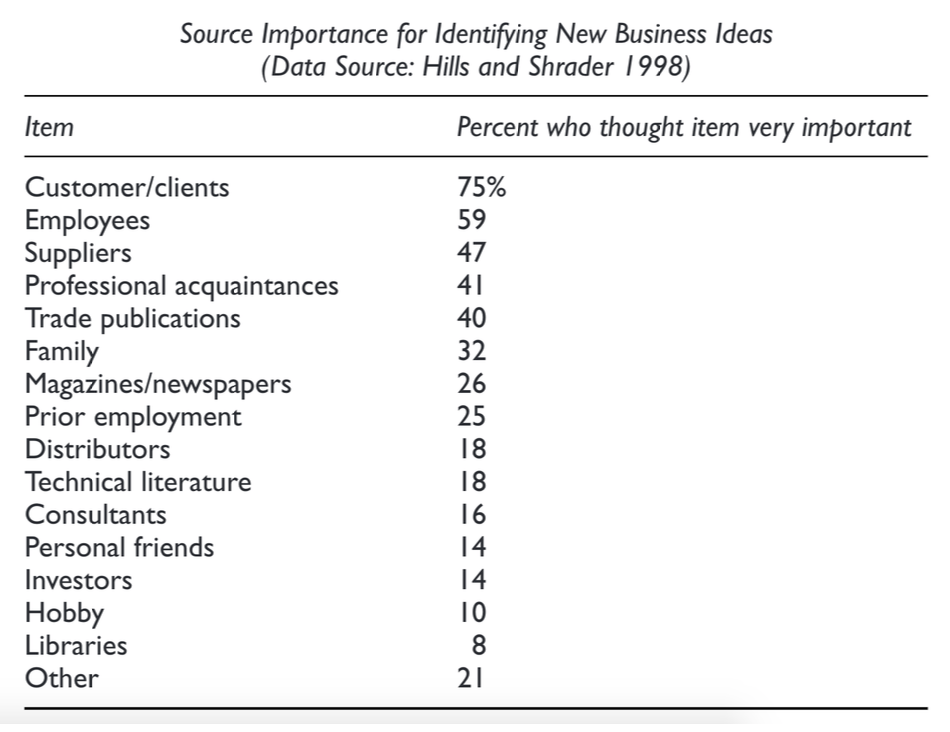 Source Importance for Identifying New Business Ideas
(Data Source: Hills and Shrader 1998)
Item Percent who thought item very important
Customer/clients 75%
Employees 59
Suppliers 47
Professional acquaintances 41
Trade publications 40
Family 32
Magazines/newspapers 26
Prior employment 25
Distributors 18
Technical literature 18
Consultants 16
Personal friends 14
Investors 14
Hobby 10
Libraries 8
Other 21